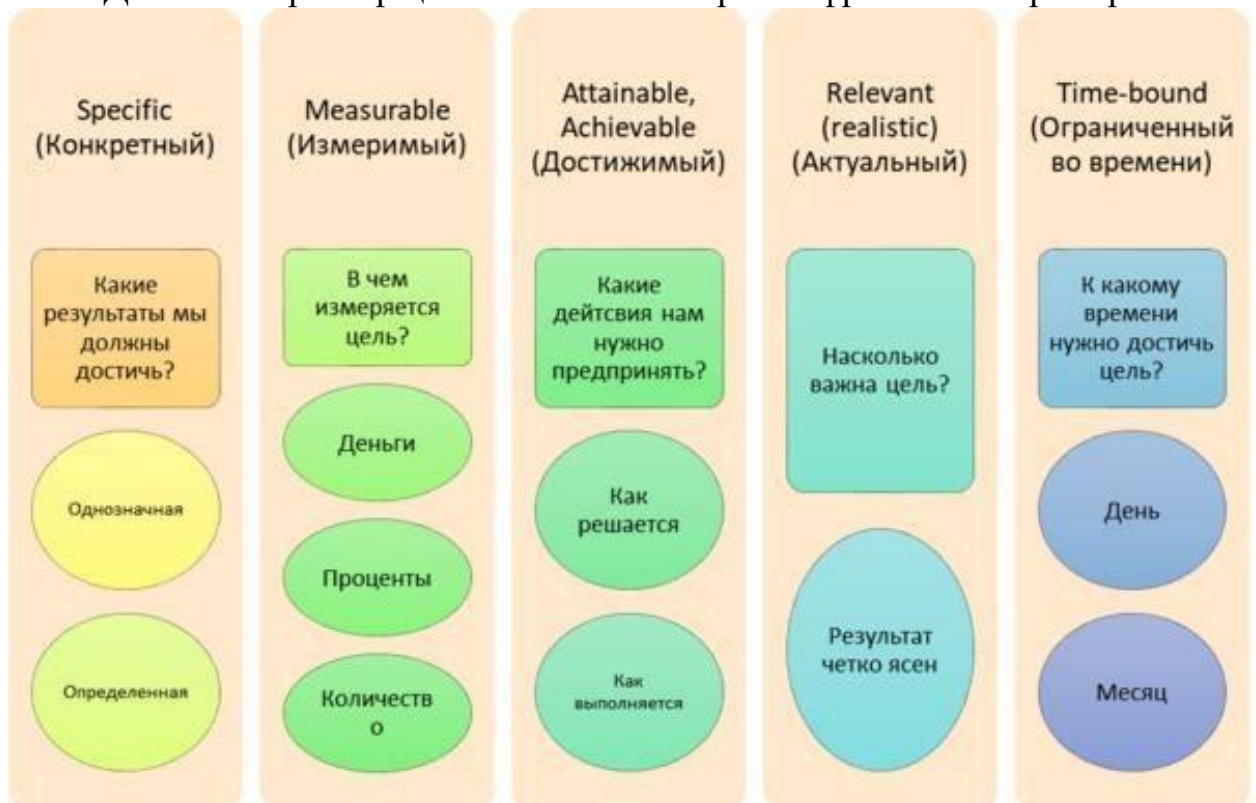 Specific
(Конкретный)
Какие
результаты мы
должны
достичь?
Однозначная
Определенная
Measurable
(Измеримый)
В чем
измеряется
цель?
Деньги
Проценты
Количеств
о
Attainable,
Achievable
(Достижимый)
Какие
дейтсвия нам
нужно
предпринять?
Как
решается
Как
выполняется
Relevant
(realistic)
(Актуальный)
Насколько
важна цель?
Результат
четко ясен
Time-bound
(Ограниченный
во времени)
К какому
времени
нужно достичь
цель?
День
Месяц